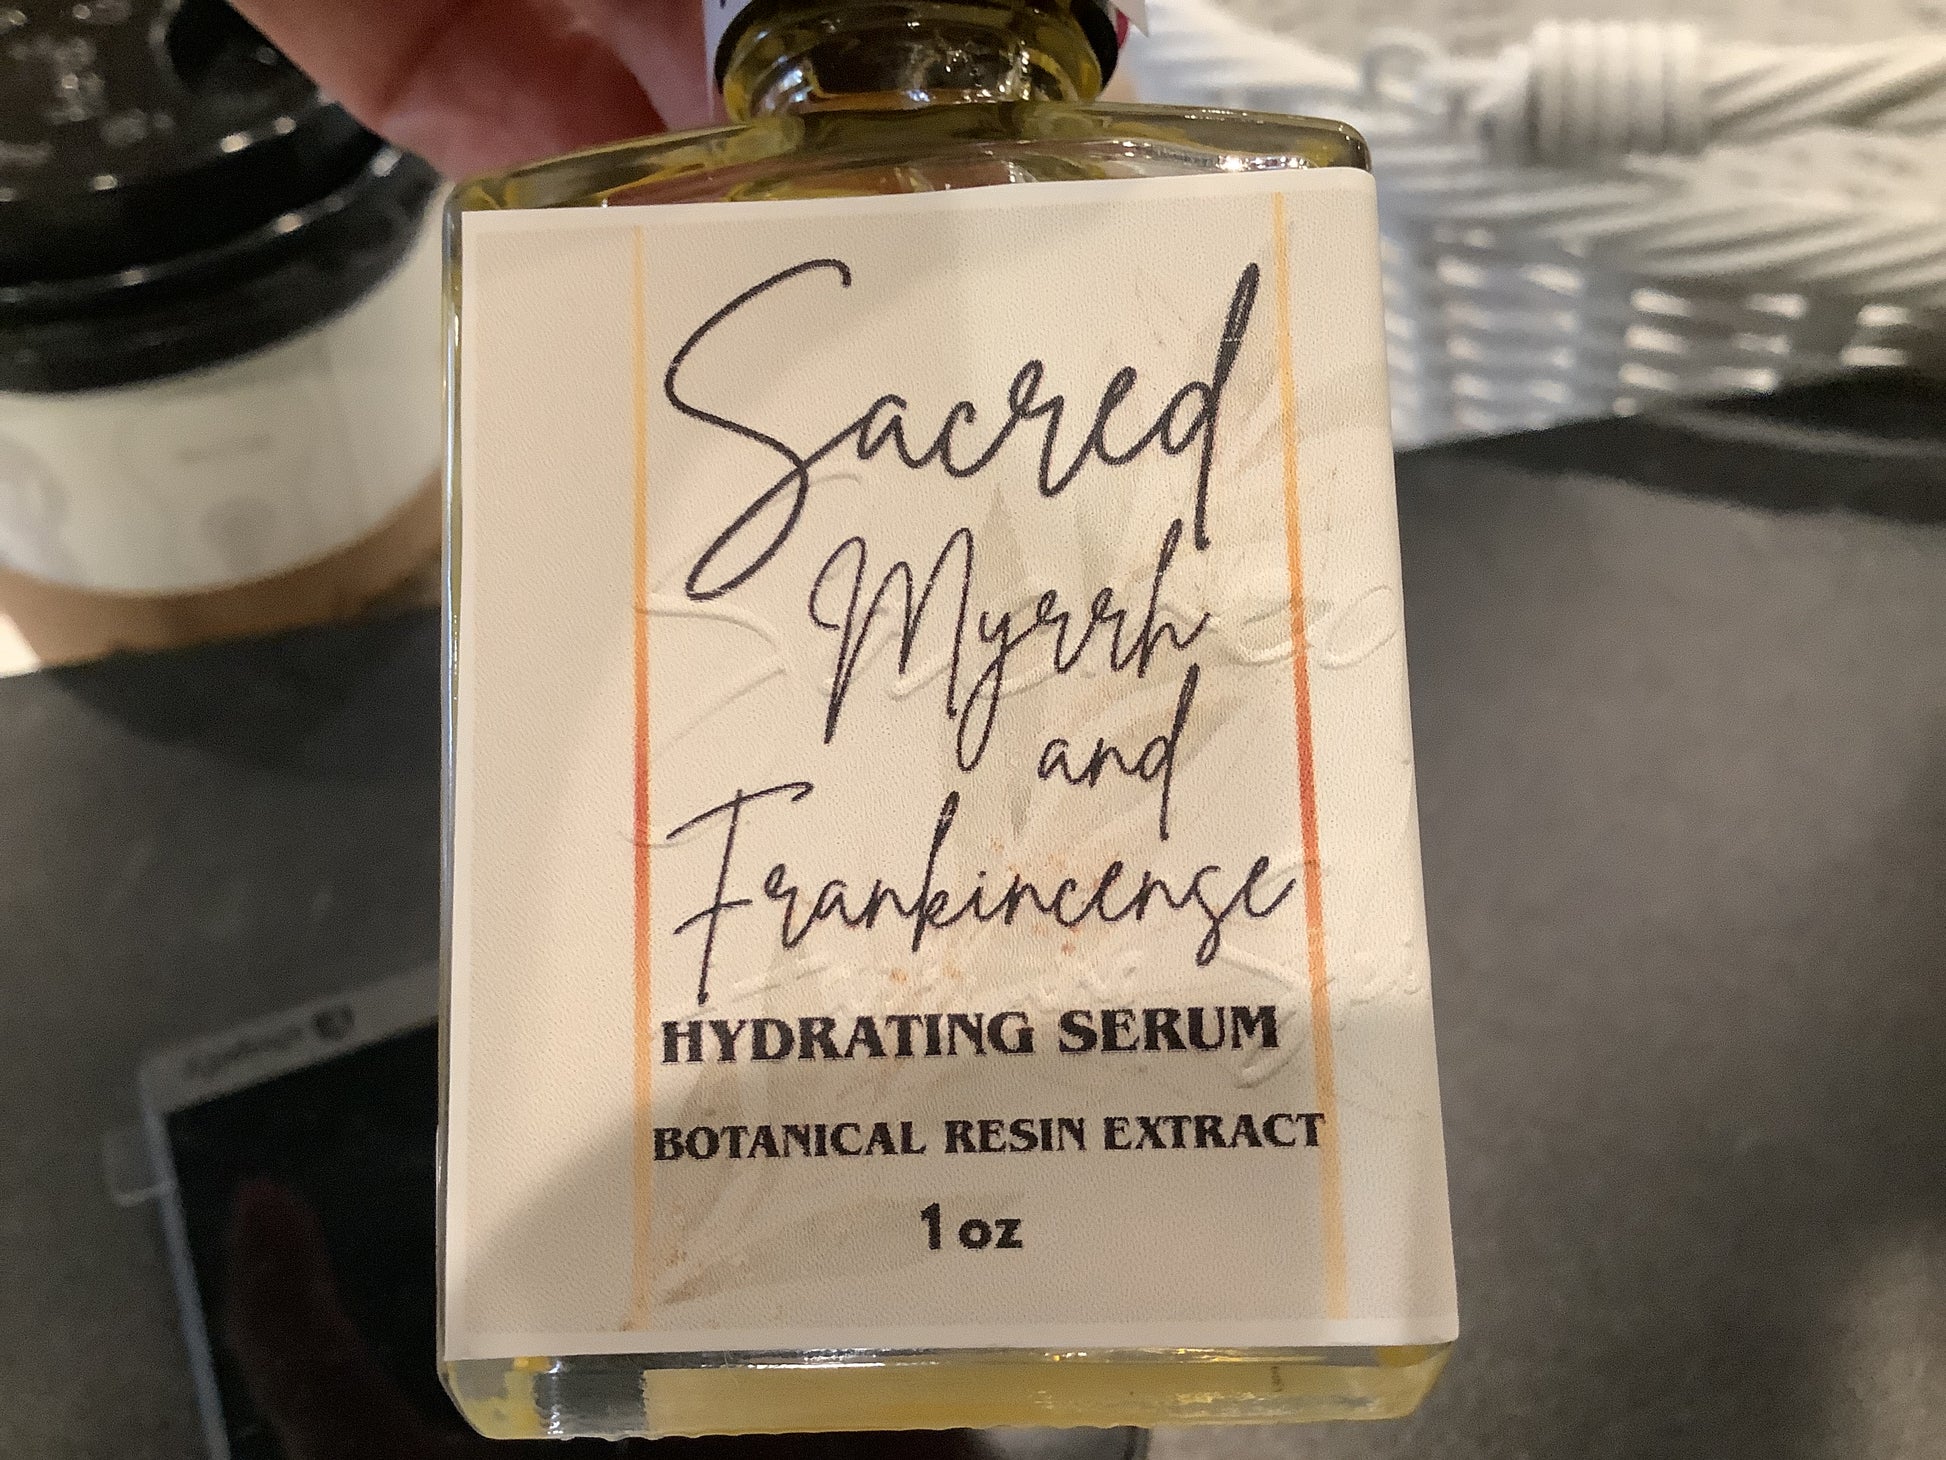 Sacred
Myrrh
and
Frankincense
HYDRATING SERUM
BOTANICAL RESIN EXTRACT
1 oz